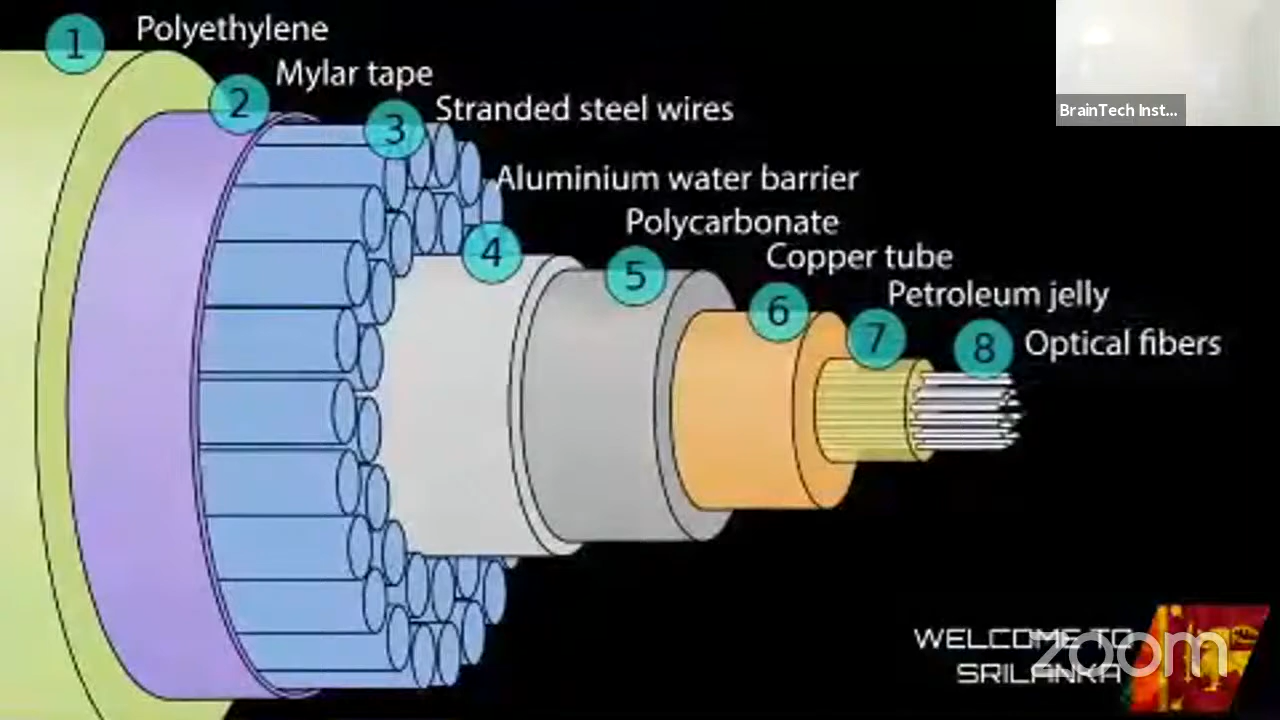 1
Polyethylene
2
Mylar tape
3
Stranded steel wires
4
Aluminium water barrier
5
Polycarbonate
6
Copper tube
7
Petroleum jelly
8
Optical fibers
BrainTech Inst...
WELCOME TO
SRILANKA
zoom